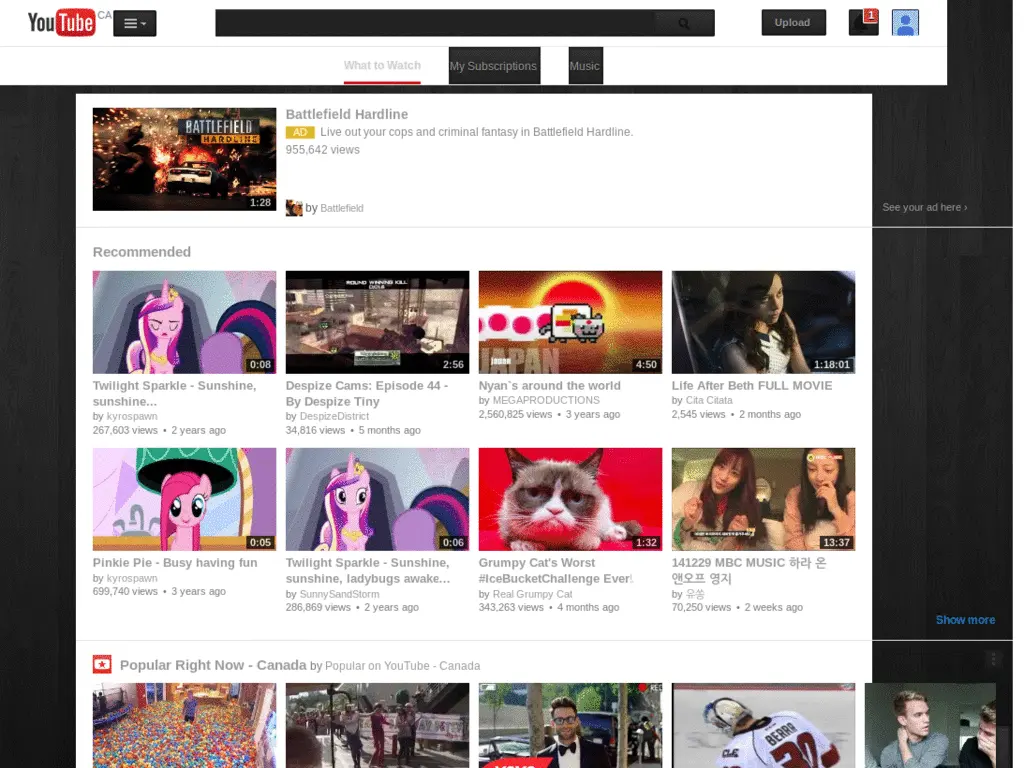 YouTube CA
Upload
1
What to Watch
My Subscriptions
Music
BATTLEFIELD
HARDLINE
1:28
Battlefield Hardline
AD Live out your cops and criminal fantasy in Battlefield Hardline.
955,642 views
by Battlefield
See your ad here ›
Recommended
0:08
ROUND WINNING KILL
2:56
JAPAN
4:50
1:18:01
Twilight Sparkle - Sunshine,
sunshine...
by kyrospawn
267,603 views • 2 years ago
Despize Cams: Episode 44 -
By Despize Tiny
by DespizeDistrict
34,816 views • 5 months ago
Nyan`s around the world
by MEGAPRODUCTIONS
2,560,825 views • 3 years ago
Life After Beth FULL MOVIE
by Cita Citata
2,545 views • 2 months ago
0:05
0:06
1:32
13:37
Pinkie Pie - Busy having fun
by kyrospawn
699,740 views • 3 years ago
Twilight Sparkle - Sunshine,
sunshine, ladybugs awake...
by SunnySandStorm
286,869 views • 2 years ago
Grumpy Cat's Worst
#IceBucketChallenge Ever!
by Real Grumpy Cat
343,263 views • 4 months ago
141229 MBC MUSIC 하라 온
앤오프 영지
by 유쏭
70,250 views • 2 weeks ago
Show more
Popular Right Now - Canada by Popular on YouTube - Canada
REC
BERRA